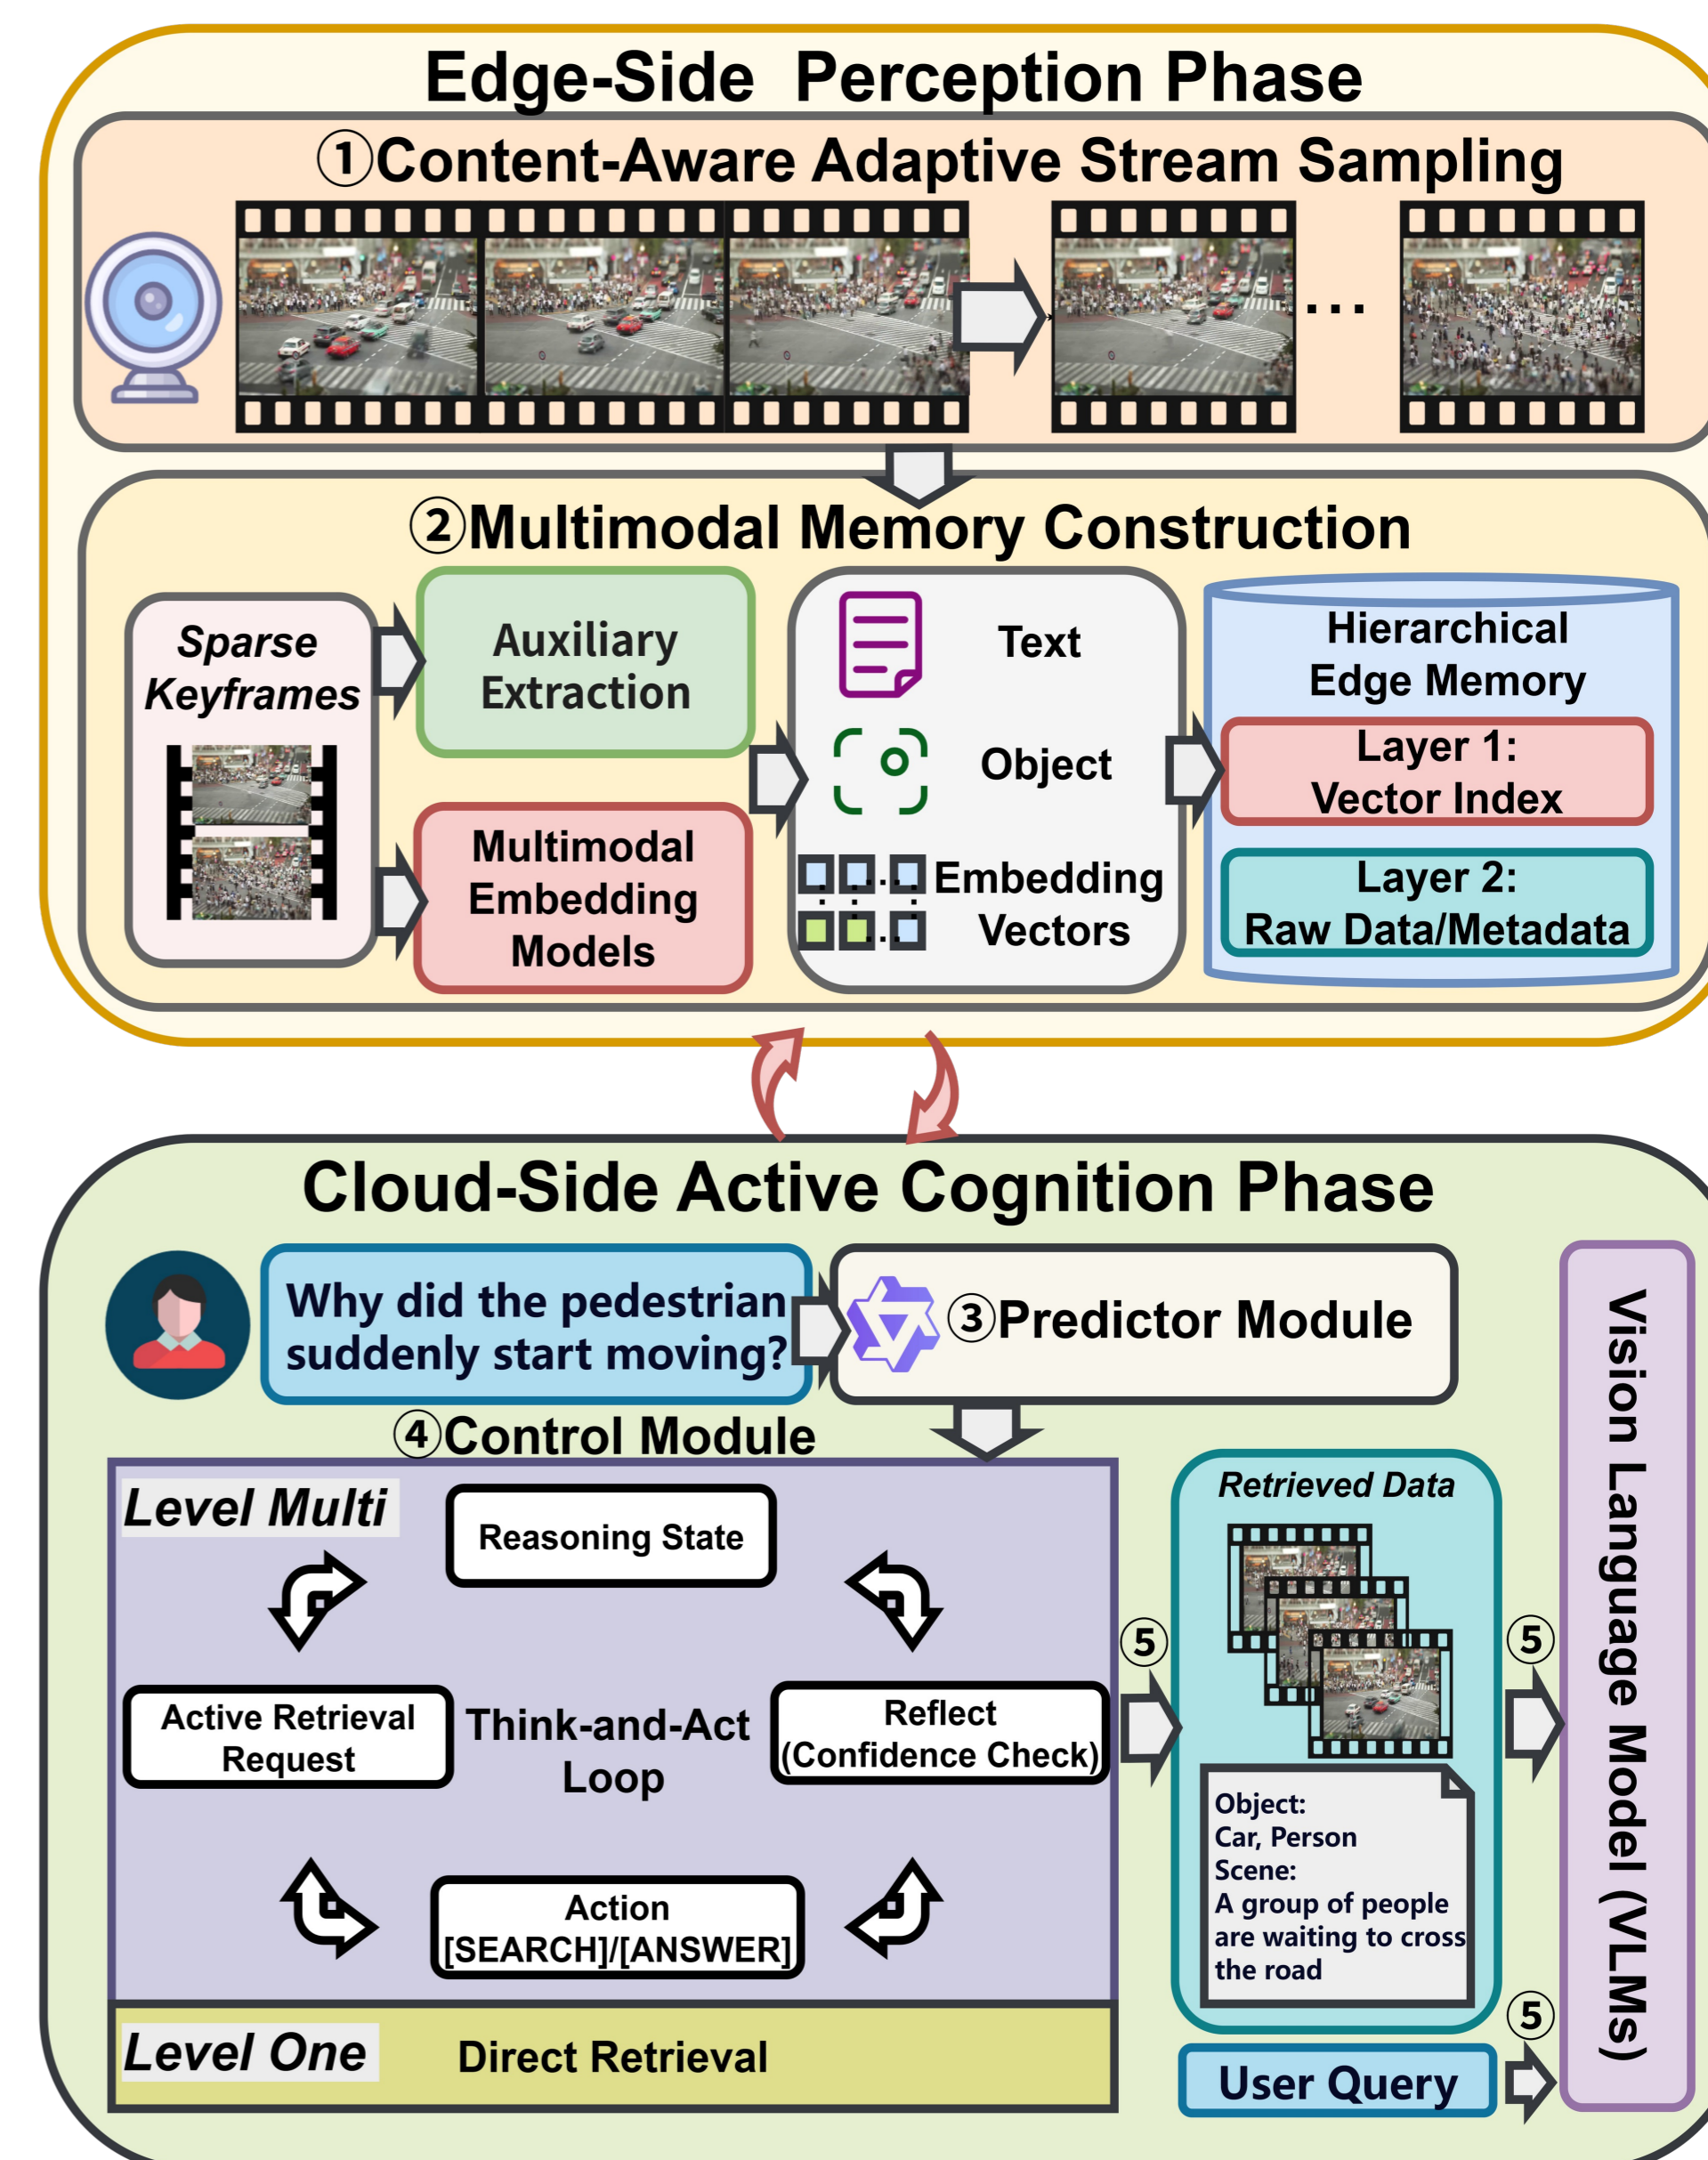 Edge-Side Perception Phase
①Content-Aware Adaptive Stream Sampling
...
②Multimodal Memory Construction
Sparse
Keyframes
Auxiliary
Extraction
Multimodal
Embedding
Models
Text
Object
Embedding
Vectors
Hierarchical
Edge Memory
Layer 1:
Vector Index
Layer 2:
Raw Data/Metadata
Cloud-Side Active Cognition Phase
Why did the pedestrian
suddenly start moving?
③Predictor Module
④Control Module
Level Multi
Reasoning State
Active Retrieval
Request
Think-and-Act
Loop
Reflect
(Confidence Check)
Action
[SEARCH]/[ANSWER]
Level One
Direct Retrieval
⑤
Retrieved Data
Object:
Car, Person
Scene:
A group of people
are waiting to cross
the road
⑤
User Query
⑤
Vision Language Model (VLMs)